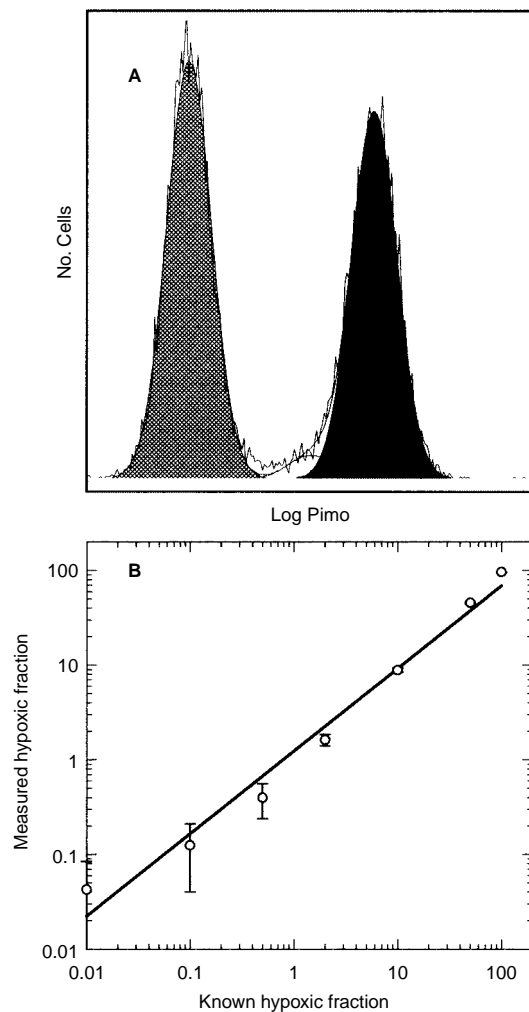 A
No. Cells
Log Pimo
B
100
10
1
0.1
0.01
Measured hypoxic fraction
0.01 0.1 1 10 100
Known hypoxic fraction